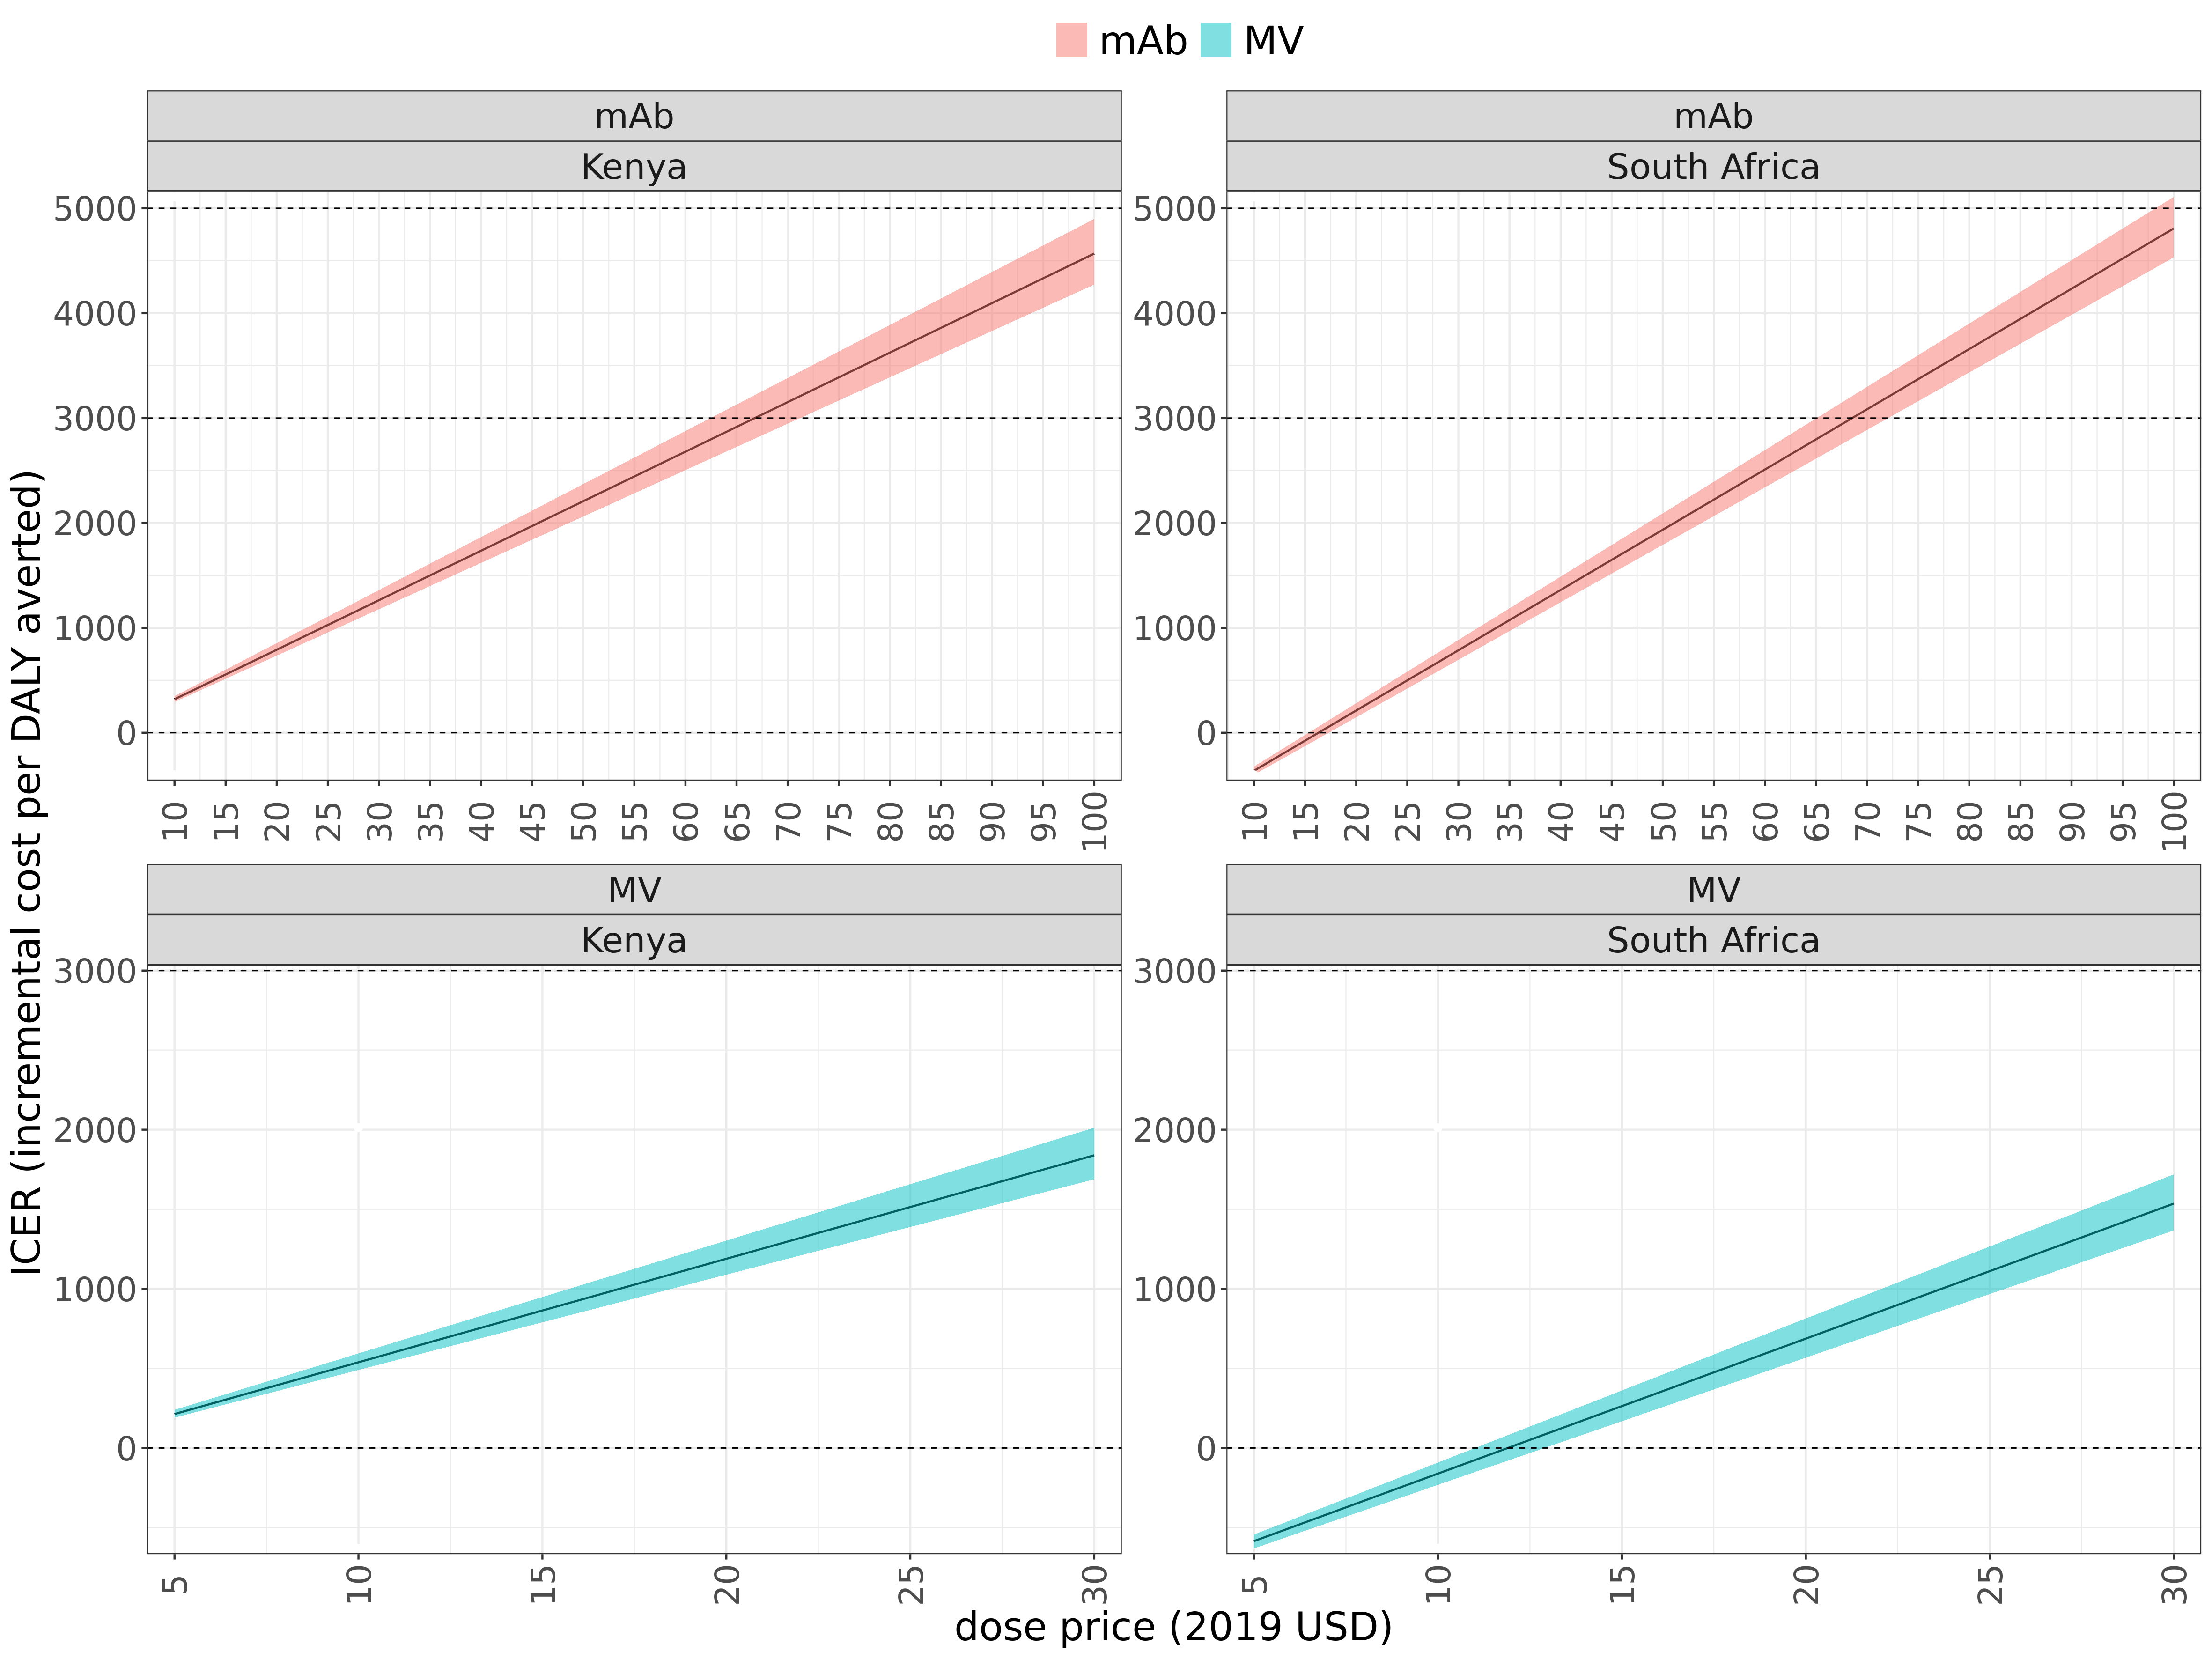 mAb MV
mAb
Kenya
mAb
South Africa
5000
4000
3000
2000
1000
0
10 15 20 25 30 35 40 45 50 55 60 65 70 75 80 85 90 95 100
5000
4000
3000
2000
1000
0
10 15 20 25 30 35 40 45 50 55 60 65 70 75 80 85 90 95 100
MV
Kenya
MV
South Africa
3000
2000
1000
0
5 10 15 20 25 30
3000
2000
1000
0
5 10 15 20 25 30
ICER (incremental cost per DALY averted)
dose price (2019 USD)